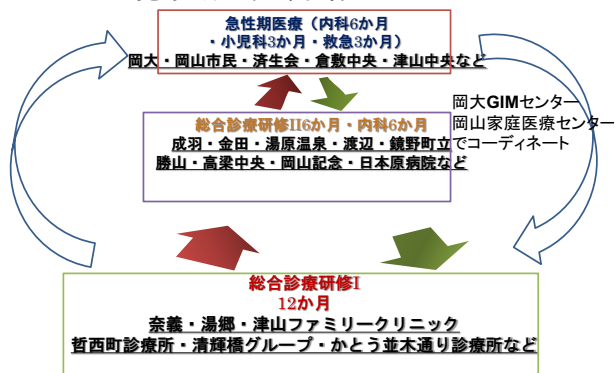 急性期医療（内科6か月
・小児科3か月・救急3か月）
岡大・岡山市民・済生会・倉敷中央・津山中央など
総合診療研修II6か月・内科6か月
成羽・金田・湯原温泉・渡辺・鏡野町立
勝山・高梁中央・岡山記念・日本原病院など
岡大GIMセンター
岡山家庭医療センター
でコーディネート
総合診療研修I
12か月
奈義・湯郷・津山ファミリークリニック
哲西町診療所・清輝橋グループ・かとう並木通り診療所など